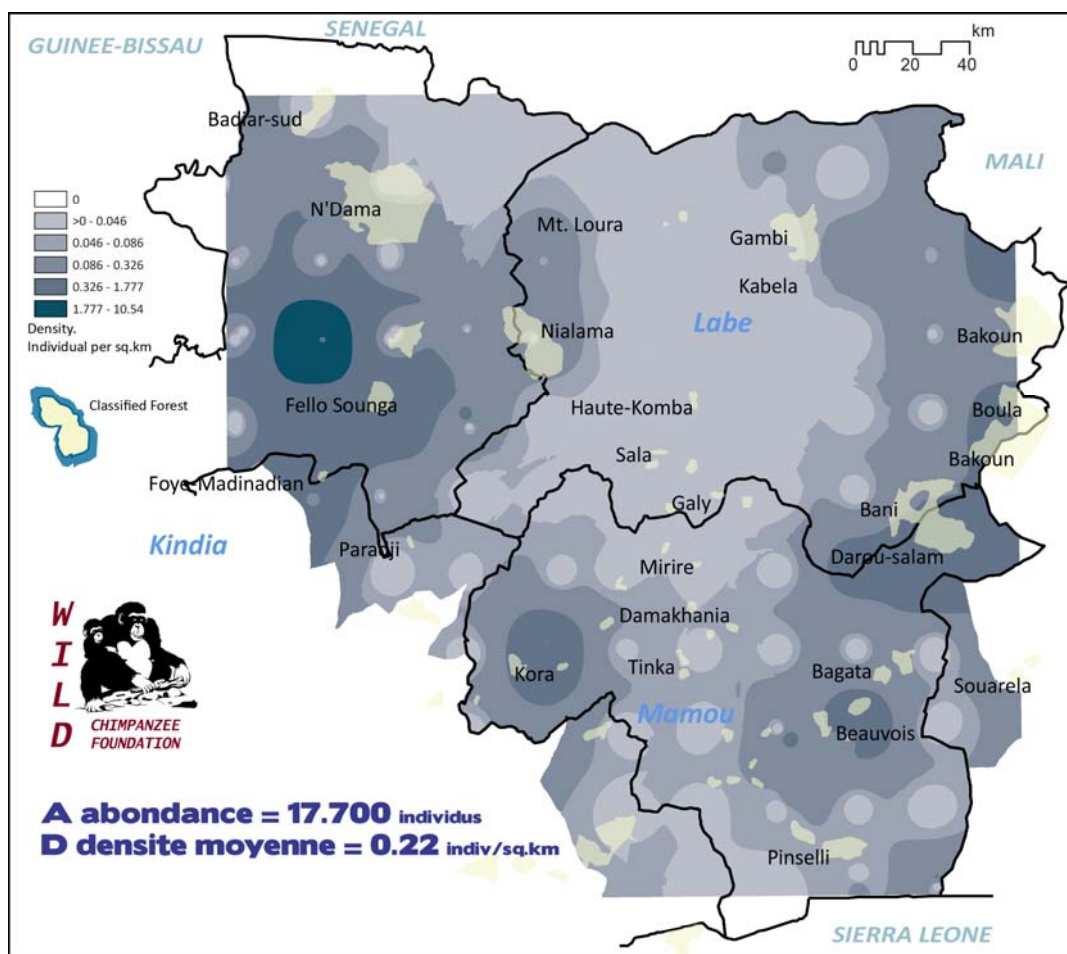 SENEGAL
GUINEE-BISSAU
km
0 20 40
Badiar-sud
MALI
0
>0 - 0.046
0.046 - 0.086
0.086 - 0.326
0.326 - 1.777
1.777 - 10.54
Density.
Individual per sq.km
Classified Forest
N'Dama
Mt. Loura
Gambi
Kabela
Labe
Nialama
Bakoun
Fello Sounga
Haute-Komba
Boula
Sala
Bakoun
Foye-Madinadian
Galy
Bani
Kindia
Paradji
Darou-salam
Mirire
Damakhania
Kora
Tinka
Bagata
Souarela
Mamou
Beauvois
WILD
CHIMPANZEE
FOUNDATION
A abondance = 17.700 individus
D densite moyenne = 0.22 indiv/sq.km
Pinselli
SIERRA LEONE